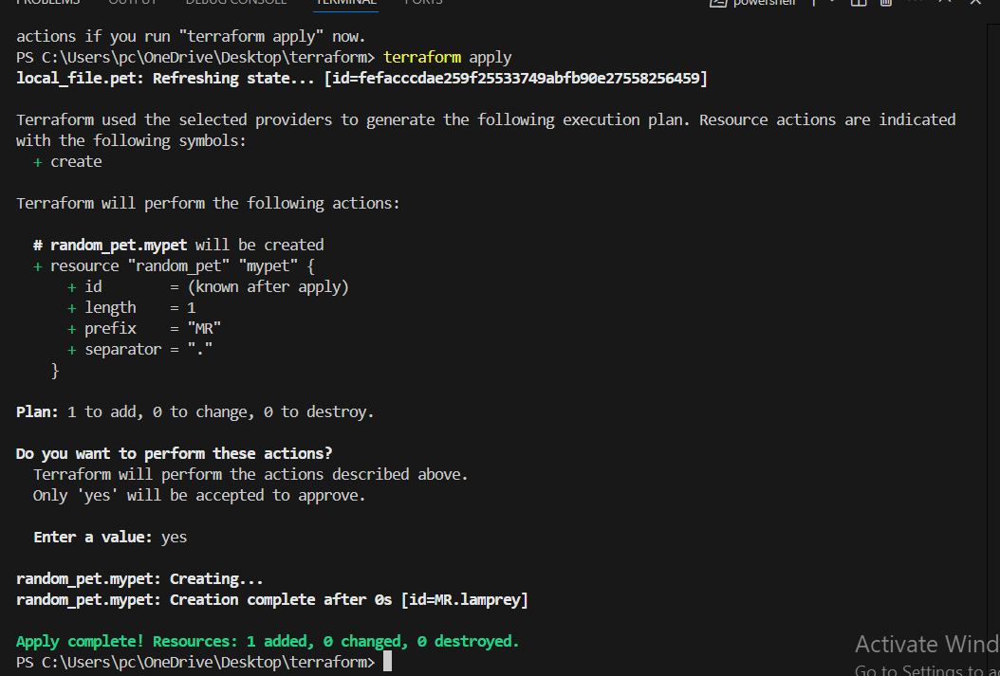 PROBLEMS OUTPUT DEBUG CONSOLE TERMINAL PORTS powershell
actions if you run "terraform apply" now.
PS C:\Users\pc\OneDrive\Desktop\terraform> terraform apply
local_file.pet: Refreshing state... [id=fefacccdae259f25533749abfb90e27558256459]
Terraform used the selected providers to generate the following execution plan. Resource actions are indicated
with the following symbols:
+ create
Terraform will perform the following actions:
# random_pet.mypet will be created
+ resource "random_pet" "mypet" {
+ id        = (known after apply)
+ length    = 1
+ prefix    = "MR"
+ separator = "."
}
Plan: 1 to add, 0 to change, 0 to destroy.
Do you want to perform these actions?
Terraform will perform the actions described above.
Only 'yes' will be accepted to approve.
Enter a value: yes
random_pet.mypet: Creating...
random_pet.mypet: Creation complete after 0s [id=MR.lamprey]
Apply complete! Resources: 1 added, 0 changed, 0 destroyed.
PS C:\Users\pc\OneDrive\Desktop\terraform>
Activate Wind
Go to Settings to a